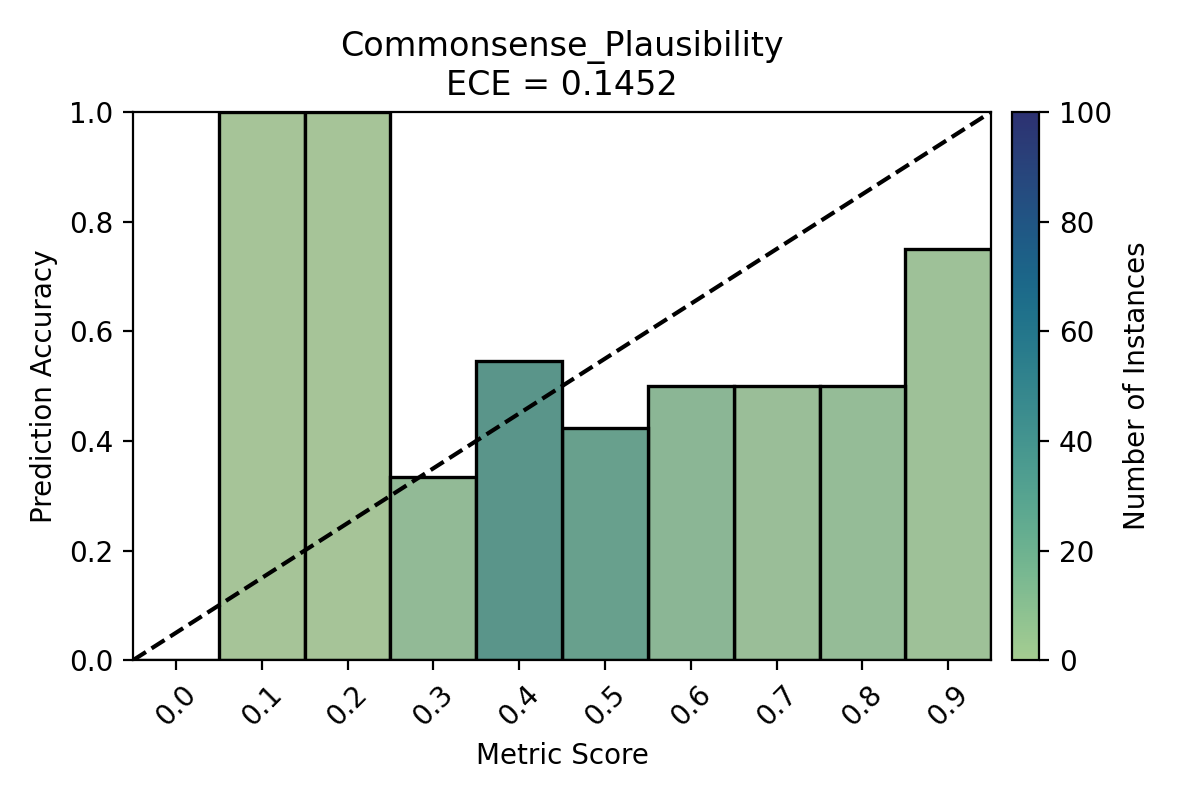 Commonsense_Plausibility
ECE = 0.1452
Prediction Accuracy
1.0
0.8
0.6
0.4
0.2
0.0
0.0 0.1 0.2 0.3 0.4 0.5 0.6 0.7 0.8 0.9
Metric Score
100
80
60
40
20
0
Number of Instances